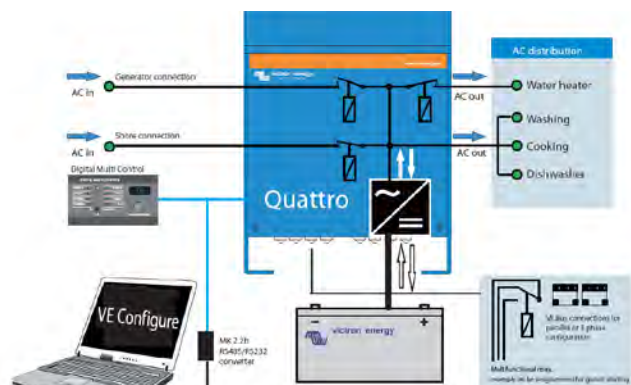 AC distribution
victron energy
Generator connection
AC in
AC out
Water heater
Washing
Shore connection
AC in
AC out
Cooking
Digital Multi Control
Dishwasher
Quattro
VE Configure
MK 2.2b
RS485/RS232
converter
victron energy
VE.Bus connections for
parallel or 3 phase
configuration
Multifunctional relay,